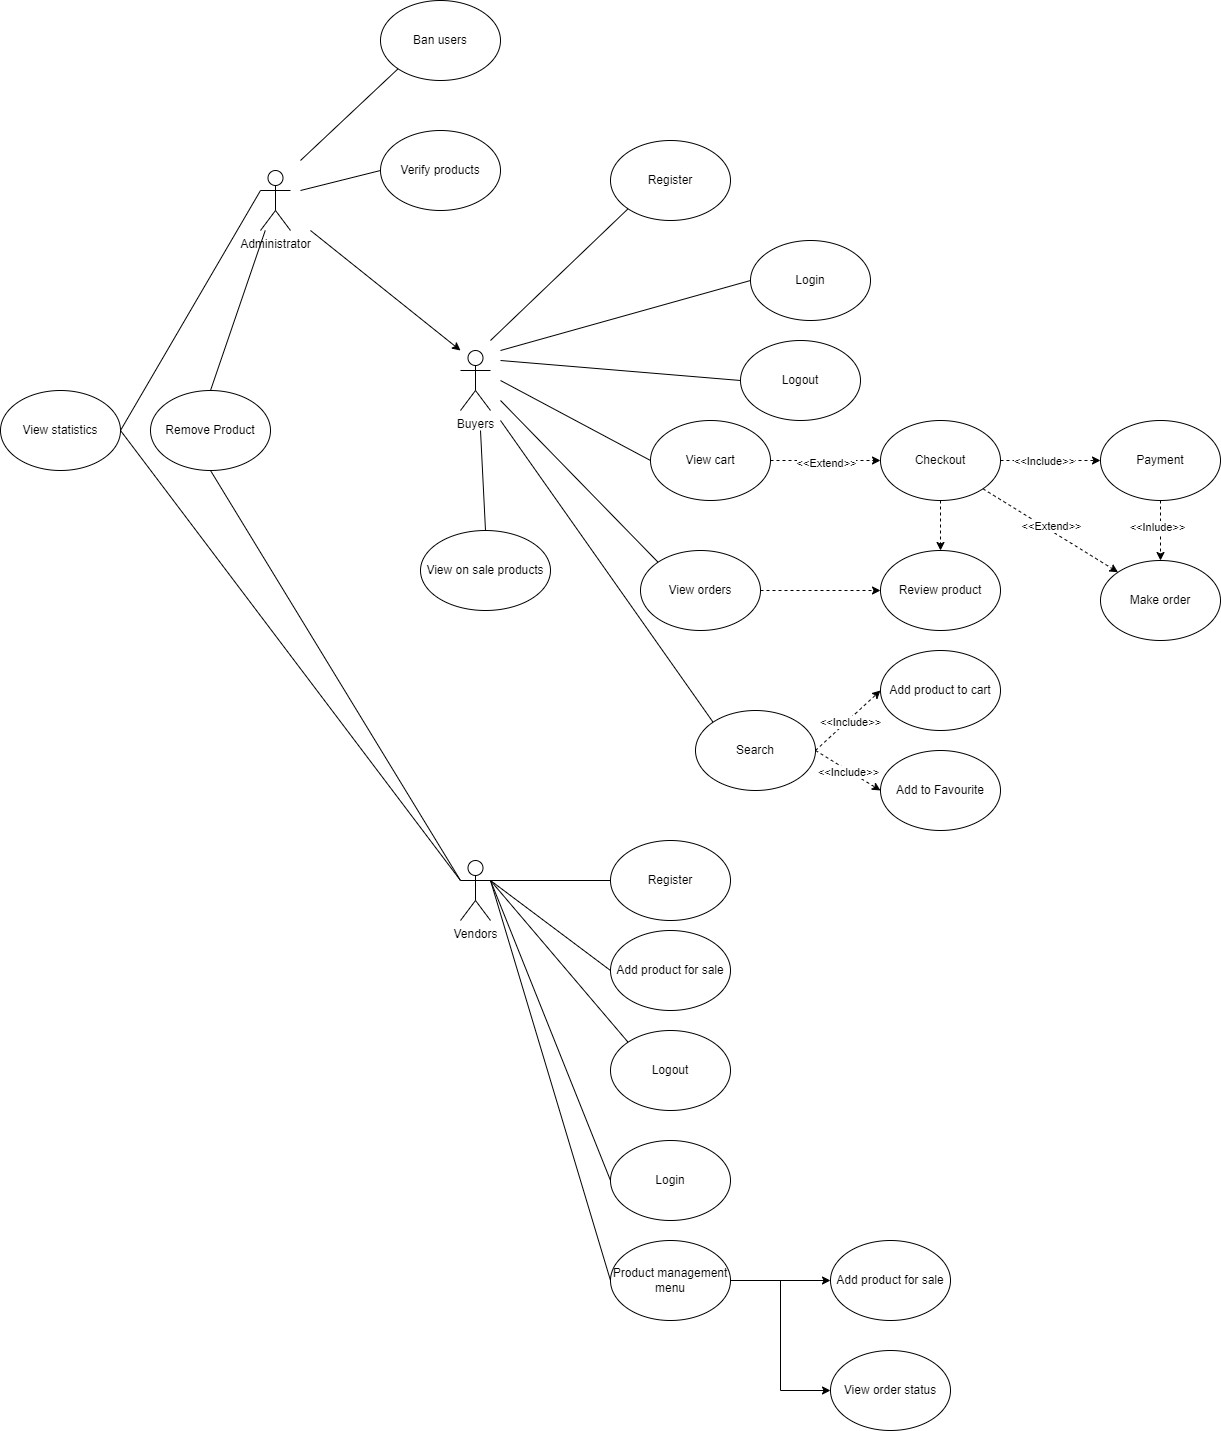 Ban users
Verify products
Register
Administrator
Login
Logout
Buyers
View statistics
Remove Product
View cart
<<Extend>>
Checkout
<<Include>>
Payment
<<Extend>>
<<Inlude>>
View on sale products
View orders
Review product
Make order
Add product to cart
<<Include>>
Search
<<Include>>
Add to Favourite
Register
Vendors
Add product for sale
Logout
Login
Product management
menu
Add product for sale
View order status